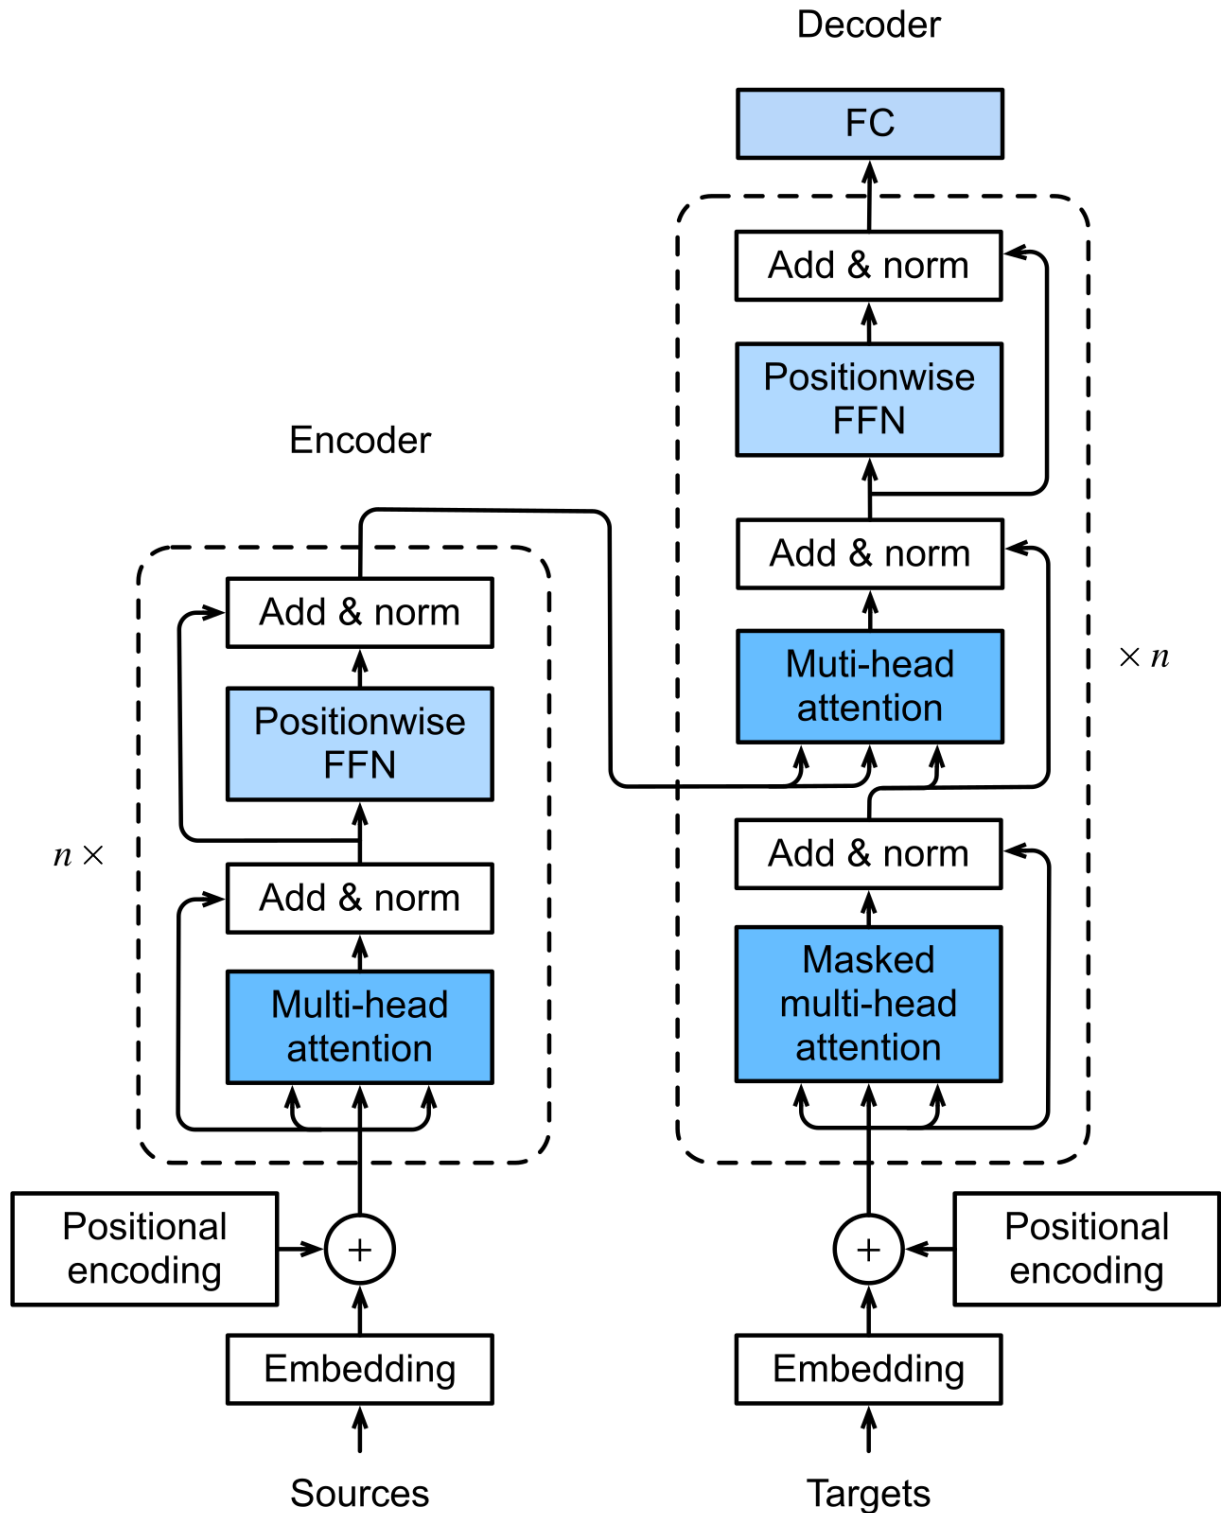 Decoder
FC
Add & norm
Positionwise
FFN
Add & norm
Muti-head
attention
× n
Add & norm
Masked
multi-head
attention
Positional
encoding
+
Embedding
Targets
Encoder
Add & norm
Positionwise
FFN
n ×
Add & norm
Multi-head
attention
Positional
encoding
+
Embedding
Sources